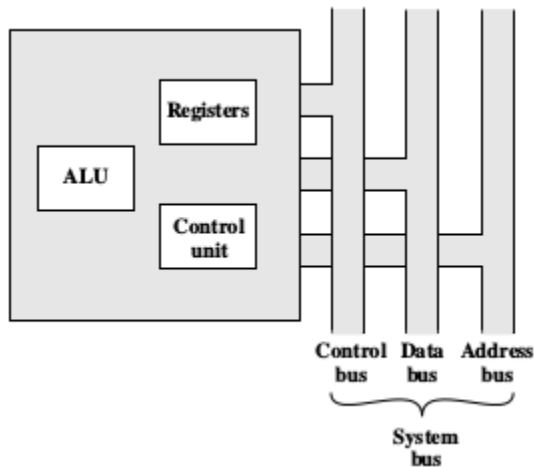 Registers
ALU
Control
unit
Control
bus
Data
bus
Address
bus
System
bus